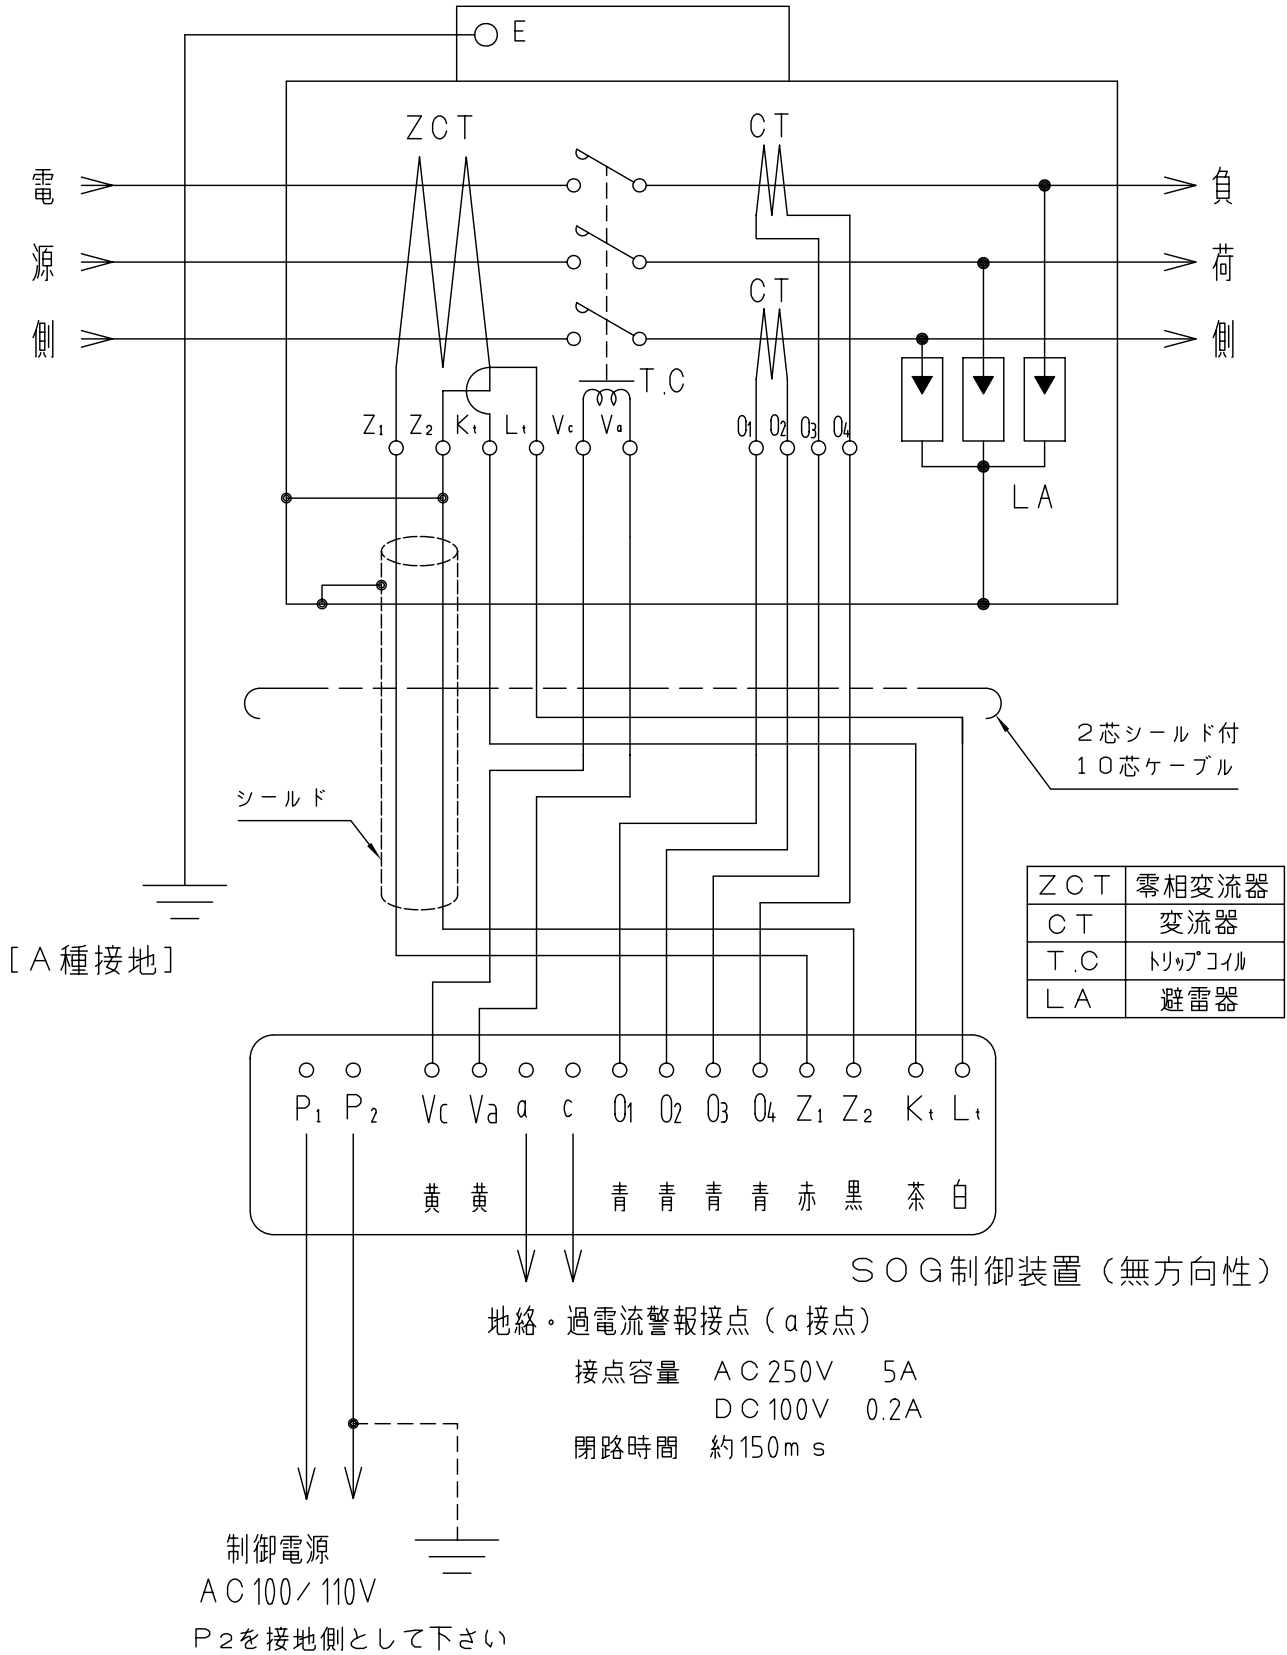 E
ZCT
CT
電源側
負荷側
CT
T.C
Z1 Z2 Kt Lt Vc Va O1 O2 O3 O4
LA
2芯シールド付
10芯ケーブル
シールド
ZCT 零相変流器
CT 変流器
T.C トリップコイル
LA 避雷器
[A種接地]
P1 P2 Vc Va a c O1 O2 O3 O4 Z1 Z2 Kt Lt
黄 黄 青 青 青 青 赤 黒 茶 白
SOG制御装置(無方向性)
地絡・過電流警報接点(a接点)
接点容量 AC250V 5A
DC100V 0.2A
閉路時間 約150ms
制御電源
AC100/110V
P2を接地側として下さい